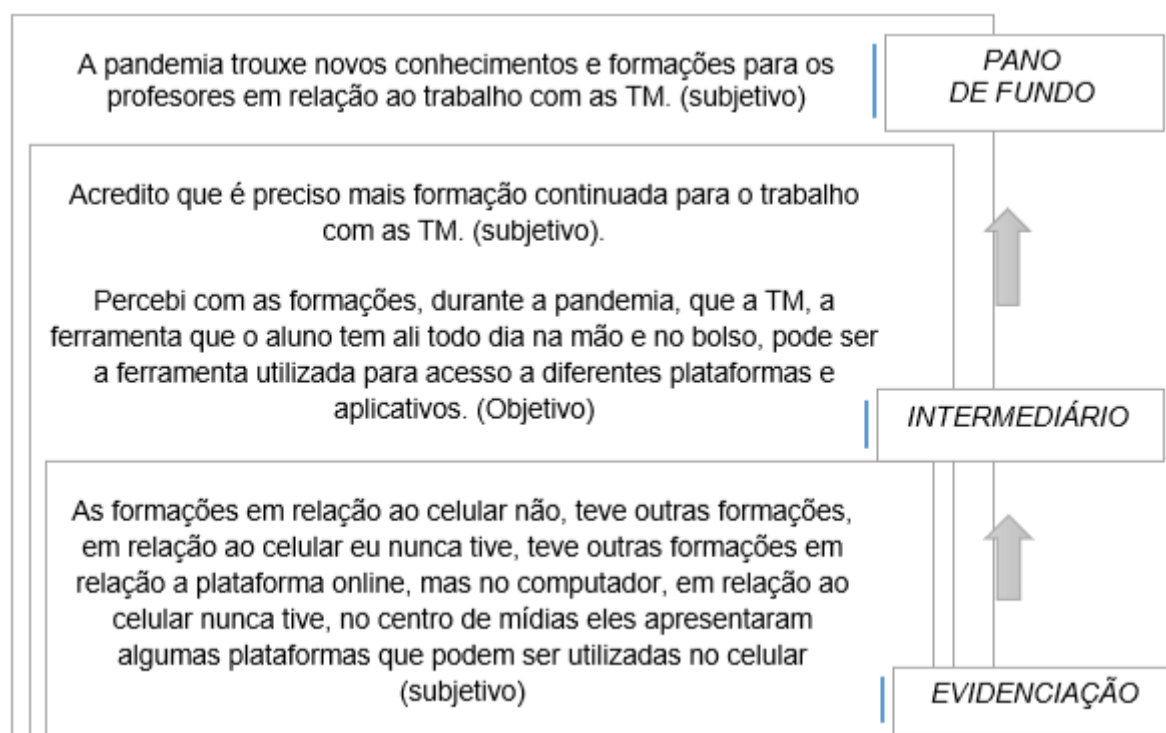 A pandemia trouxe novos conhecimentos e formações para os
profesores em relação ao trabalho com as TM. (subjetivo)
PANO
DE FUNDO
Acredito que é preciso mais formação continuada para o trabalho
com as TM. (subjetivo).
Percebi com as formações, durante a pandemia, que a TM, a
ferramenta que o aluno tem ali todo dia na mão e no bolso, pode ser
a ferramenta utilizada para acesso a diferentes plataformas e
aplicativos. (Objetivo)
INTERMEDIÁRIO
As formações em relação ao celular não, teve outras formações,
em relação ao celular eu nunca tive, teve outras formações em
relação a plataforma online, mas no computador, em relação ao
celular nunca tive, no centro de mídias eles apresentaram
algumas plataformas que podem ser utilizadas no celular
(subjetivo)
EVIDENCIAÇÃO